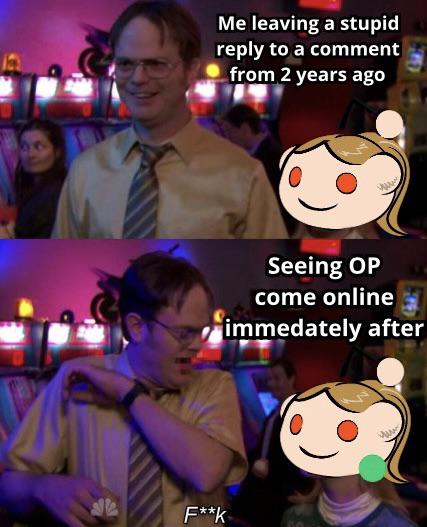 Me leaving a stupid
reply to a comment
from 2 years ago
Seeing OP
come online
immedately after
F**k